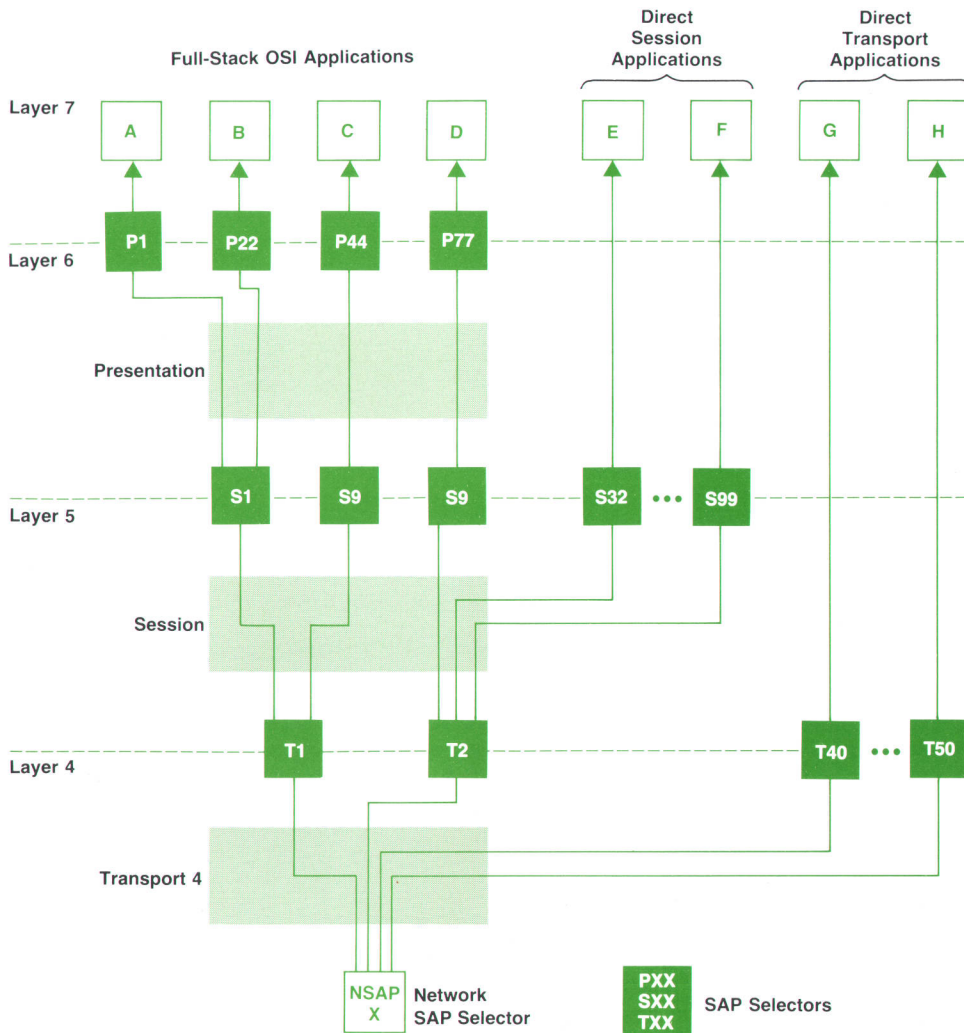 Full-Stack OSI Applications
Direct
Session
Applications
Direct
Transport
Applications
Layer 7
A
B
C
D
E
F
G
H
P1
P22
P44
P77
Layer 6
Presentation
S1
S9
S9
S32
•••
S99
Layer 5
Session
T1
T2
T40
•••
T50
Layer 4
Transport 4
NSAP
X
Network
SAP Selector
PXX
SXX
TXX
SAP Selectors